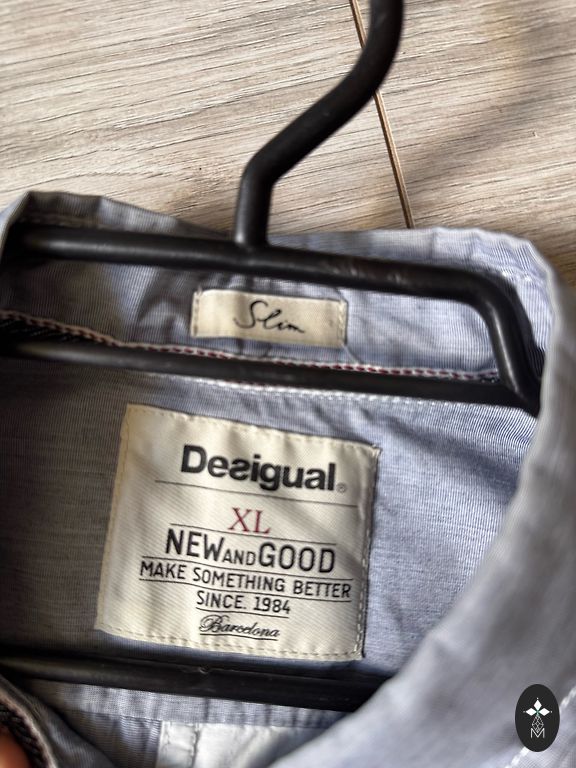 Slim
Desigual®
XL
NEW AND GOOD
MAKE SOMETHING BETTER
SINCE. 1984
Barcelona
M